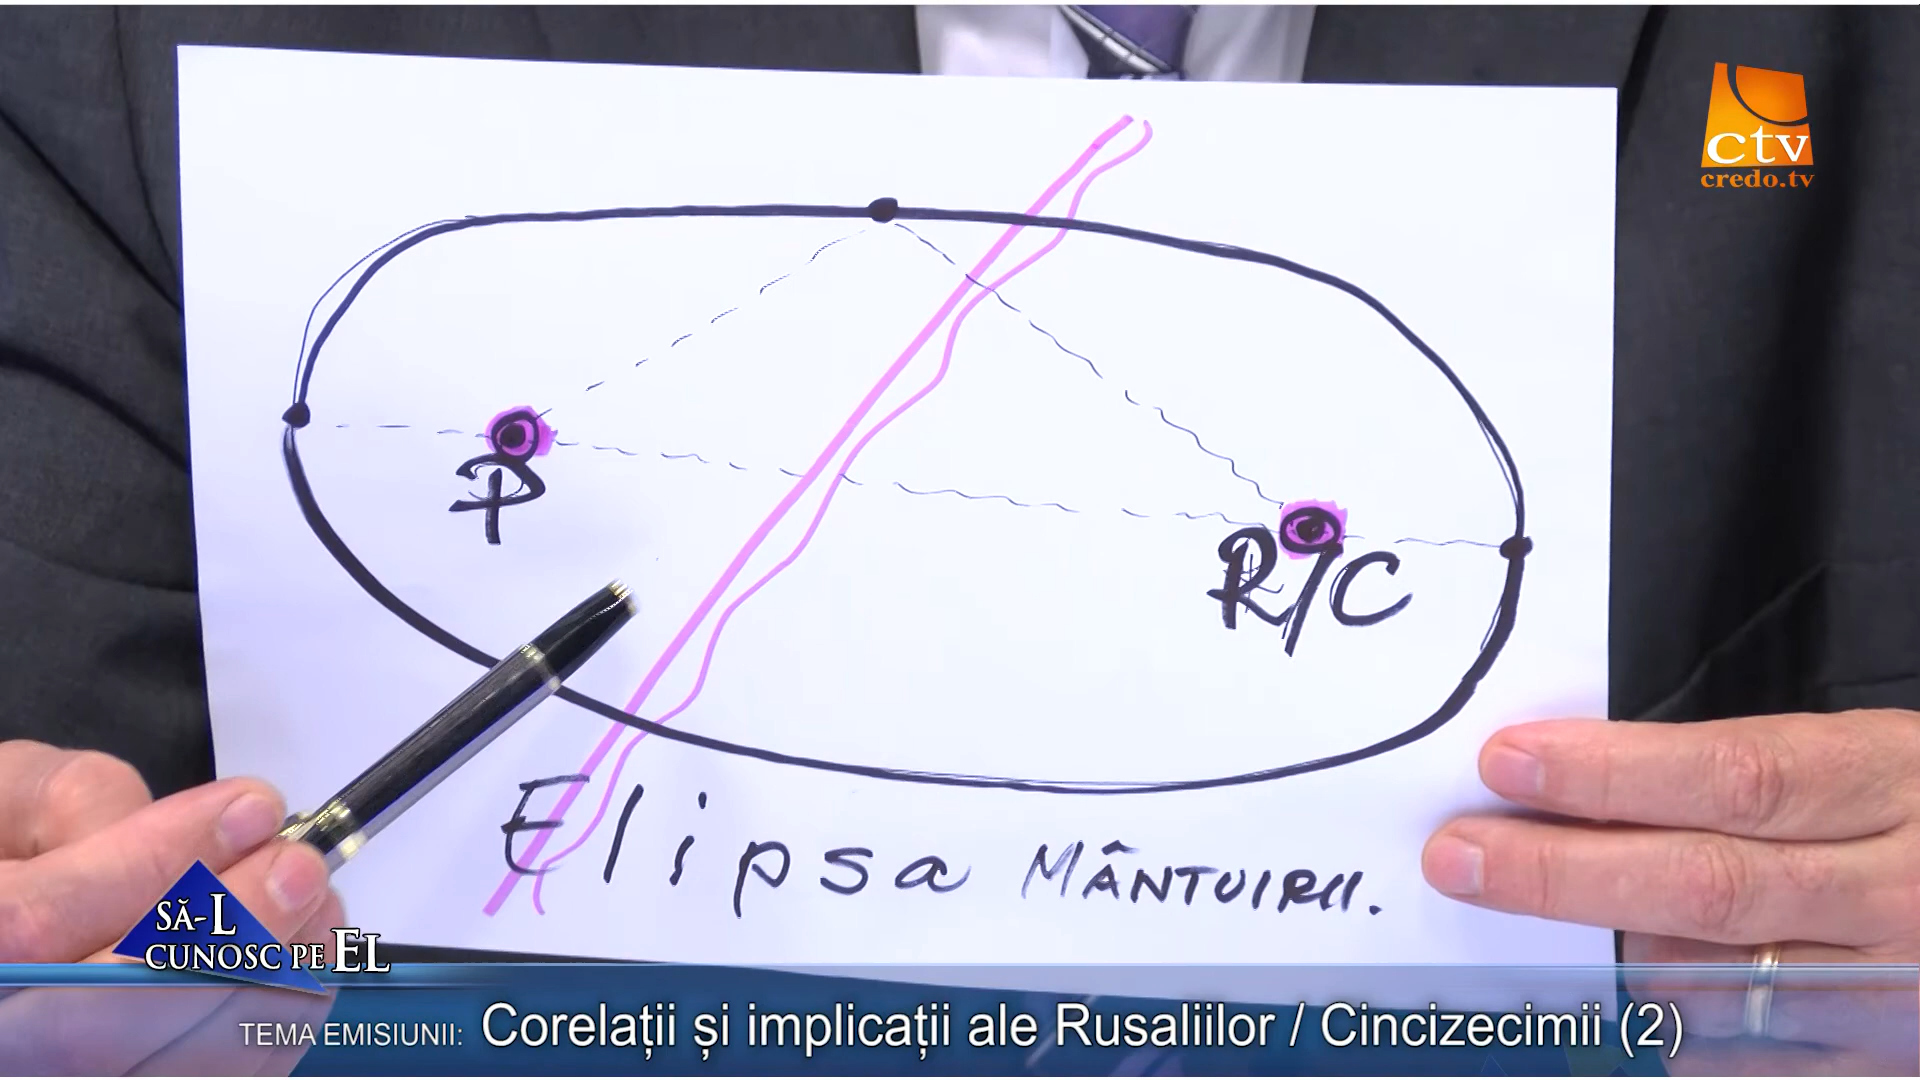 ctv
credo.tv
P
R/C
Elipsa MÂNTUIRII.
SĂ-L
CUNOSC PE EL
TEMA EMISIUNII: Corelații și implicații ale Rusaliilor / Cincizecimii (2)